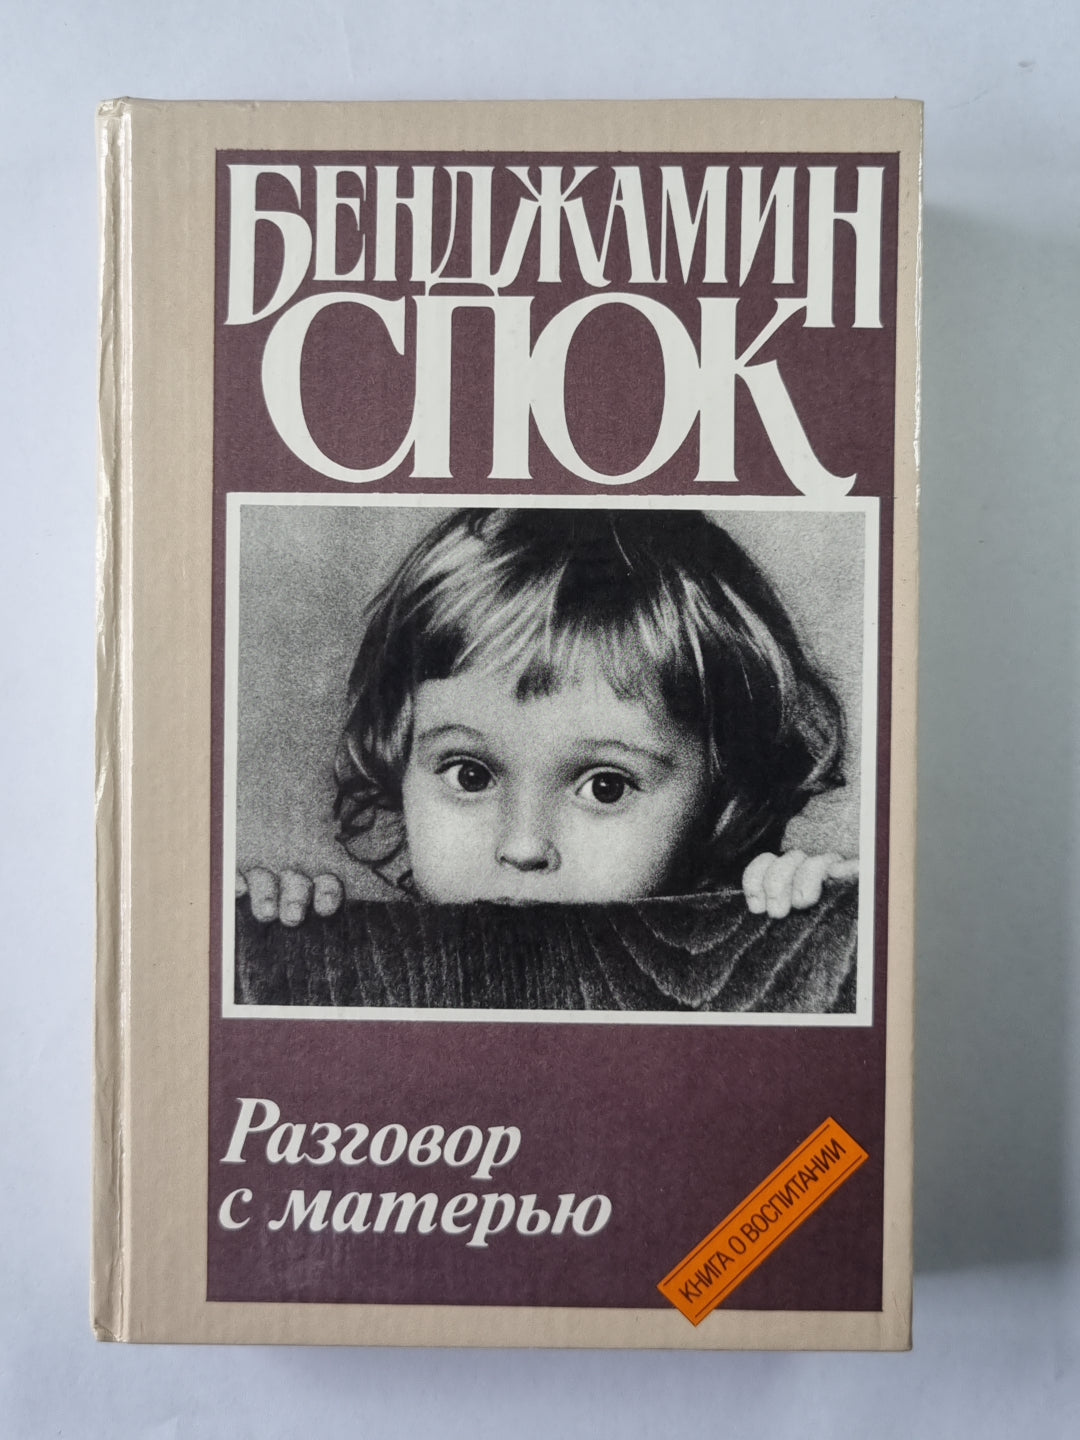 БЕНДЖАМИН
СПОК
Разговор
с матерью
КНИГА О ВОСПИТАНИИ